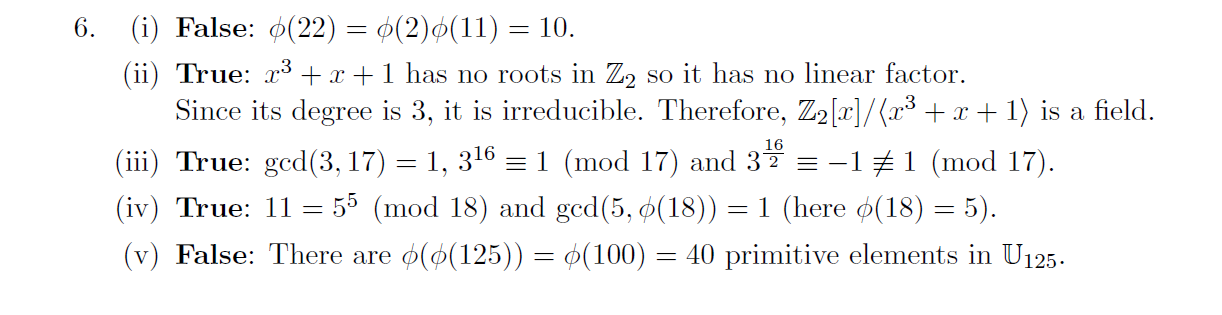 6. (i) False: ϕ(22) = ϕ(2)ϕ(11) = 10.
(ii) True: x³ + x + 1 has no roots in ℤ₂ so it has no linear factor.
Since its degree is 3, it is irreducible. Therefore, ℤ₂[x]/⟨x³ + x + 1⟩ is a field.
(iii) True: gcd(3, 17) = 1, 3¹⁶ ≡ 1 (mod 17) and 3^(16/2) ≡ −1 ≢ 1 (mod 17).
(iv) True: 11 = 5⁵ (mod 18) and gcd(5, ϕ(18)) = 1 (here ϕ(18) = 5).
(v) False: There are ϕ(ϕ(125)) = ϕ(100) = 40 primitive elements in 𝕌₁₂₅.